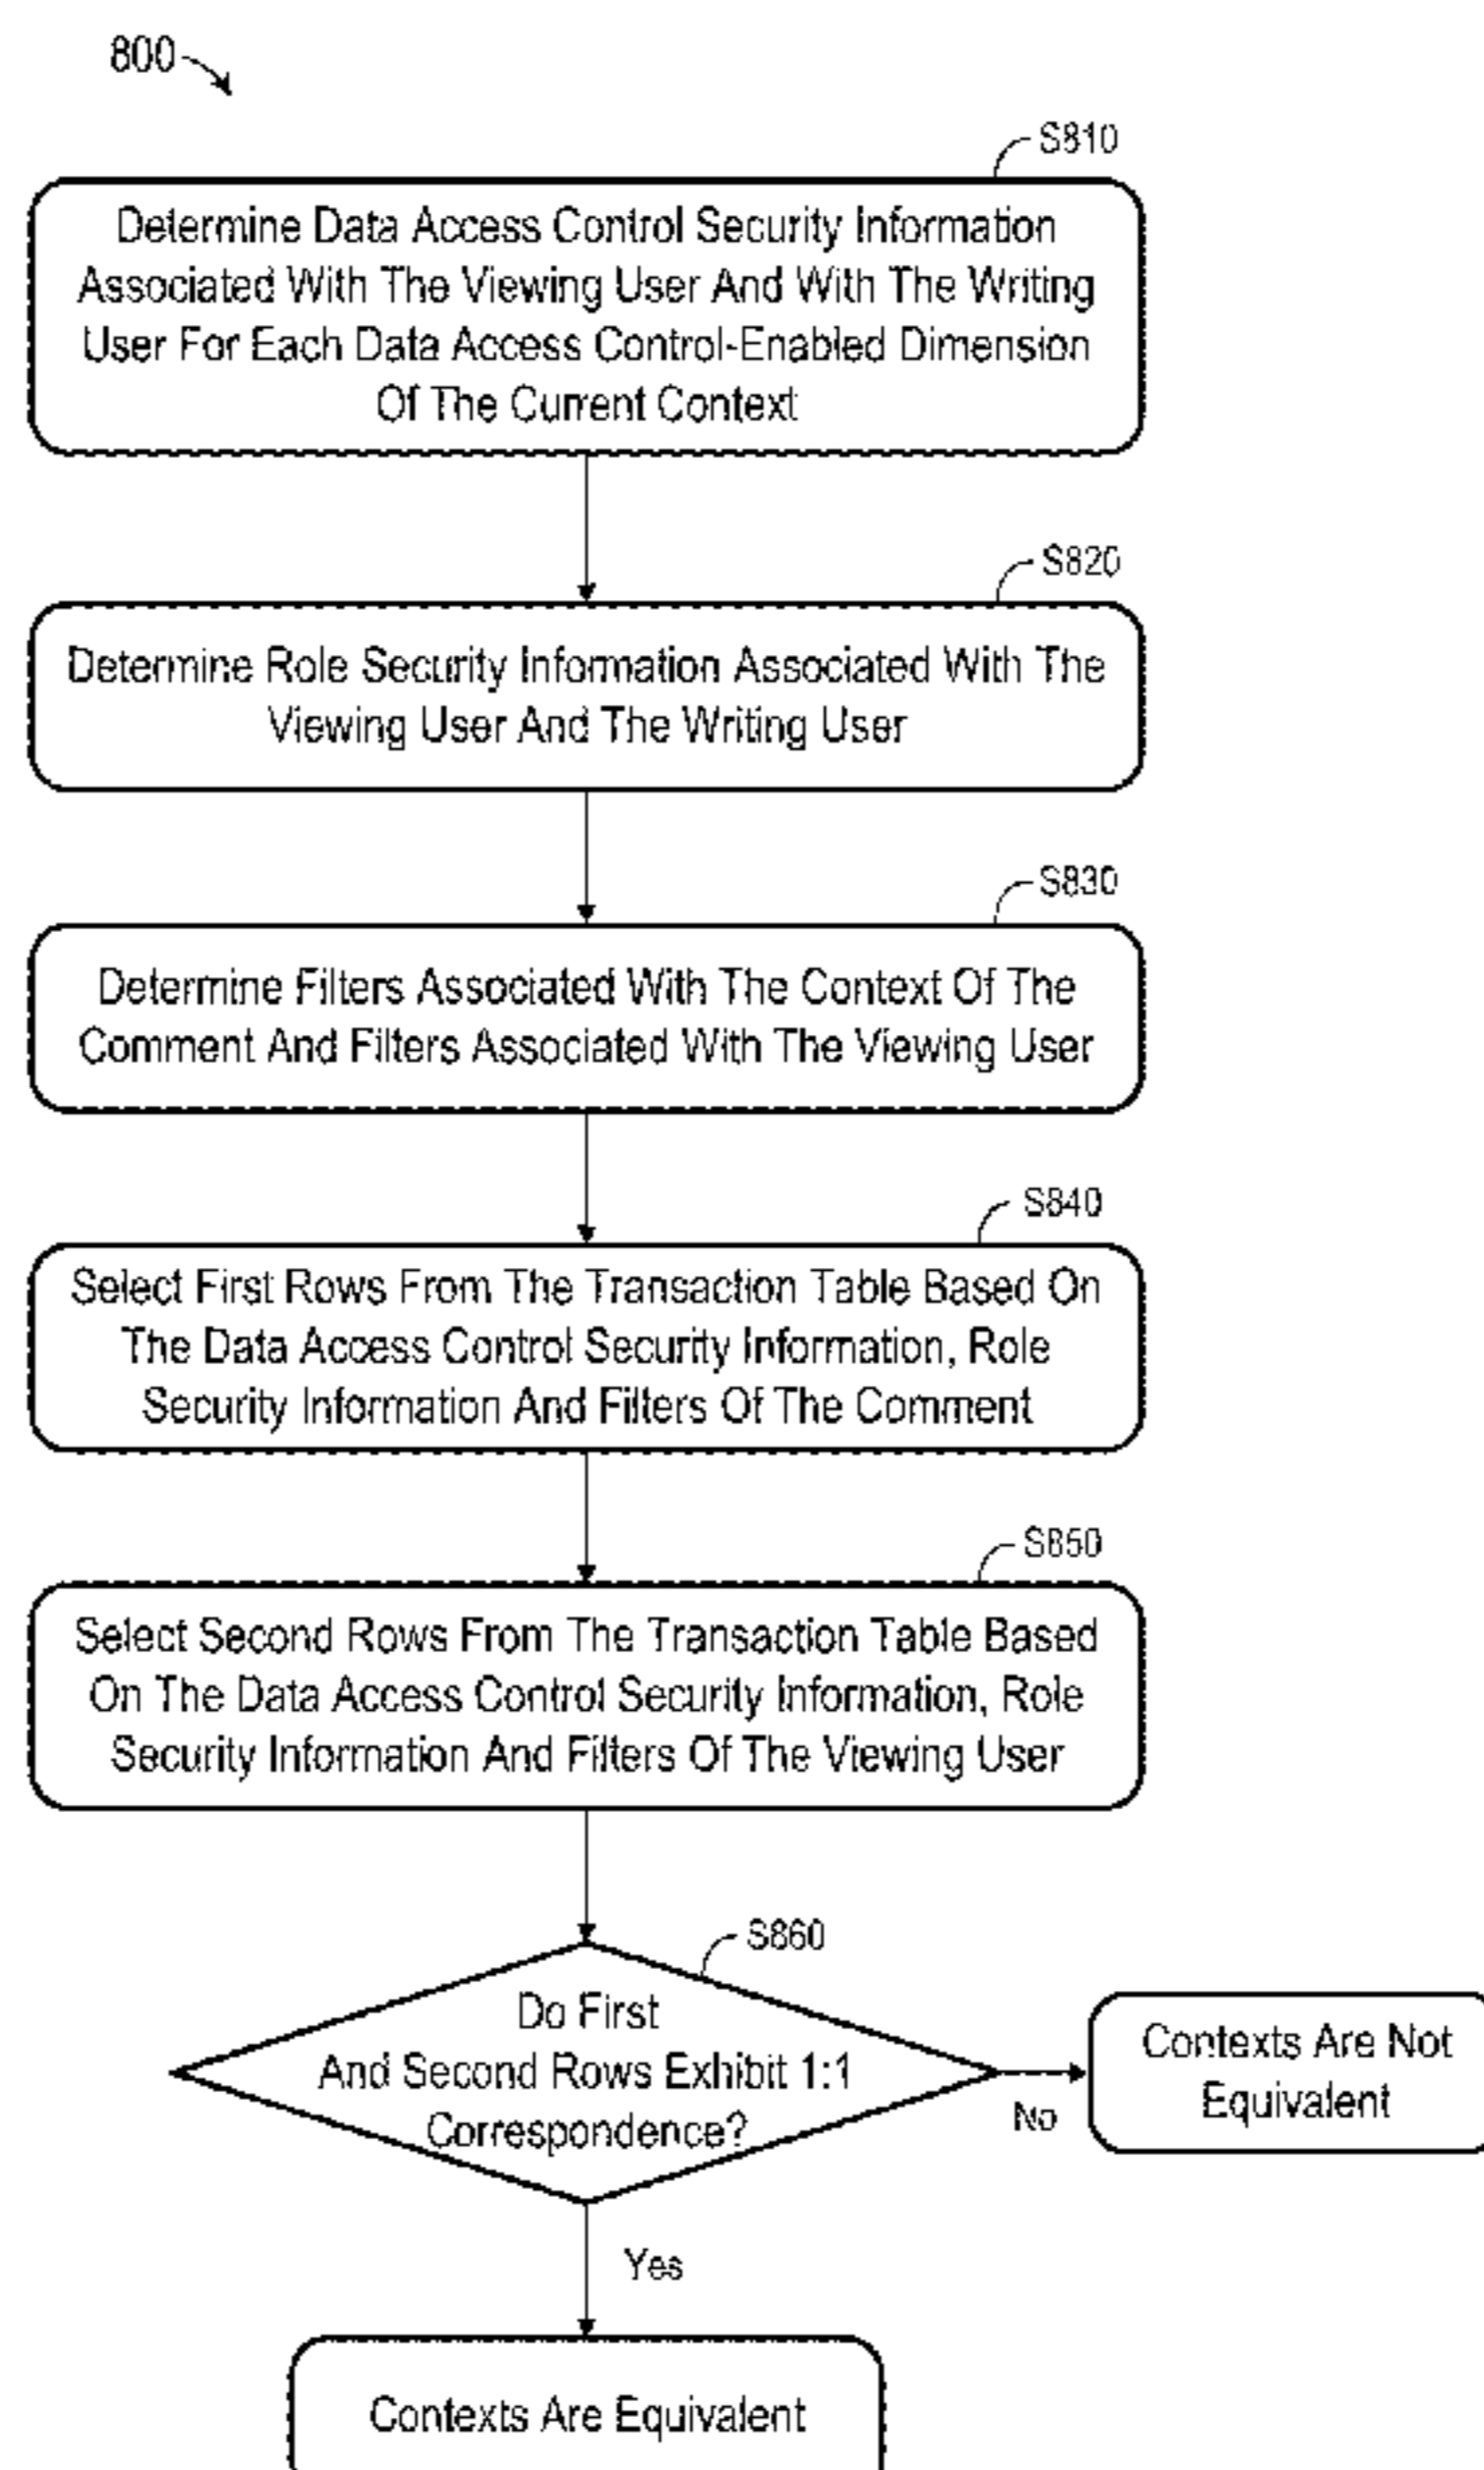 800
S810
Determine Data Access Control Security Information
Associated With The Viewing User And With The Writing
User For Each Data Access Control-Enabled Dimension
Of The Current Context
S820
Determine Role Security Information Associated With The
Viewing User And The Writing User
S830
Determine Filters Associated With The Context Of The
Comment And Filters Associated With The Viewing User
S840
Select First Rows From The Transaction Table Based On
The Data Access Control Security Information, Role
Security Information And Filters Of The Comment
S850
Select Second Rows From The Transaction Table Based
On The Data Access Control Security Information, Role
Security Information And Filters Of The Viewing User
S860
Do First
And Second Rows Exhibit 1:1
Correspondence?
No
Contexts Are Not
Equivalent
Yes
Contexts Are Equivalent